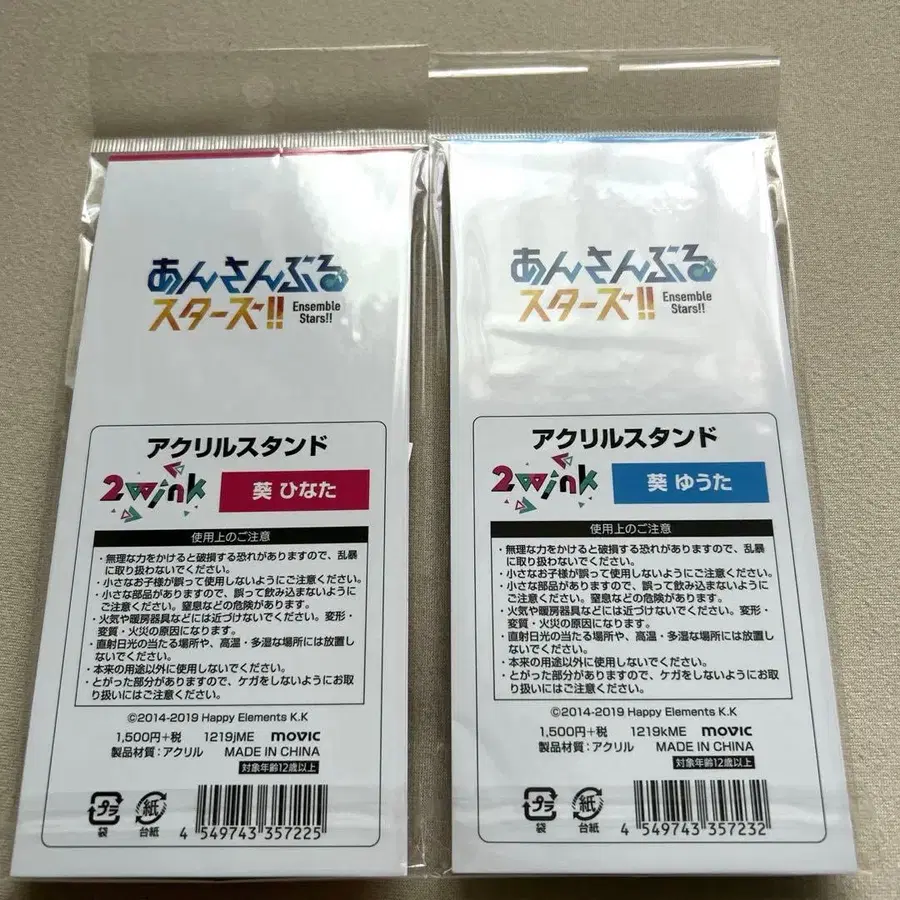 あんさんぶる
スターズ!!
Ensemble
Stars!!
アクリルスタンド
2wink
葵 ひなた
使用上のご注意
・無理な力をかけると破損する恐れがありますので、乱暴
に取り扱わないでください。
・小さなお子様が誤って使用しないようにご注意ください。
・小さな部品がありますので、誤って飲み込まないように
ご注意ください。窒息などの危険があります。
・火気や暖房器具などには近づけないでください。変形・
変質・火災の原因になります。
・直射日光の当たる場所や、高温・多湿な場所には放置し
ないでください。
・本来の用途以外に使用しないでください。
・とがった部分がありますので、ケガをしないようにお取
り扱いにはご注意ください。
©2014-2019 Happy Elements K.K
1,500円+税 1219jME movic
製品材質：アクリル MADE IN CHINA
対象年齢12歳以上
プラ
袋
紙
台紙
4 549743 357225
あんさんぶる
スターズ!!
Ensemble
Stars!!
アクリルスタンド
2wink
葵 ゆうた
使用上のご注意
・無理な力をかけると破損する恐れがありますので、乱暴
に取り扱わないでください。
・小さなお子様が誤って使用しないようにご注意ください。
・小さな部品がありますので、誤って飲み込まないように
ご注意ください。窒息などの危険があります。
・火気や暖房器具などには近づけないでください。変形・
変質・火災の原因になります。
・直射日光の当たる場所や、高温・多湿な場所には放置し
ないでください。
・本来の用途以外に使用しないでください。
・とがった部分がありますので、ケガをしないようにお取
り扱いにはご注意ください。
©2014-2019 Happy Elements K.K
1,500円+税 1219kME movic
製品材質：アクリル MADE IN CHINA
対象年齢12歳以上
プラ
袋
紙
台紙
4 549743 357232